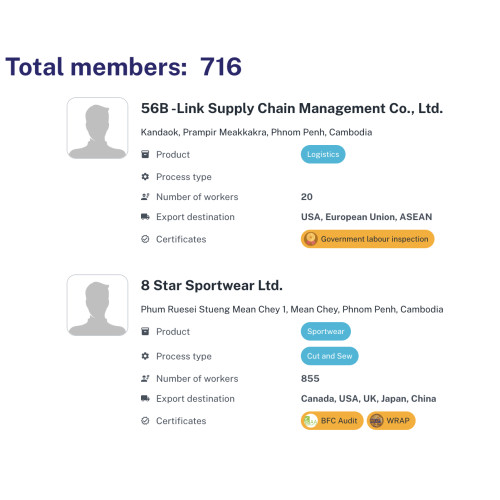 Total members: 716
56B -Link Supply Chain Management Co., Ltd.
Kandaok, Prampir Meakkakra, Phnom Penh, Cambodia
Product Logistics
Process type
Number of workers 20
Export destination USA, European Union, ASEAN
Certificates Government labour inspection
8 Star Sportwear Ltd.
Phum Ruesei Stueng Mean Chey 1, Mean Chey, Phnom Penh, Cambodia
Product Sportwear
Process type Cut and Sew
Number of workers 855
Export destination Canada, USA, UK, Japan, China
Certificates BFC Audit WRAP